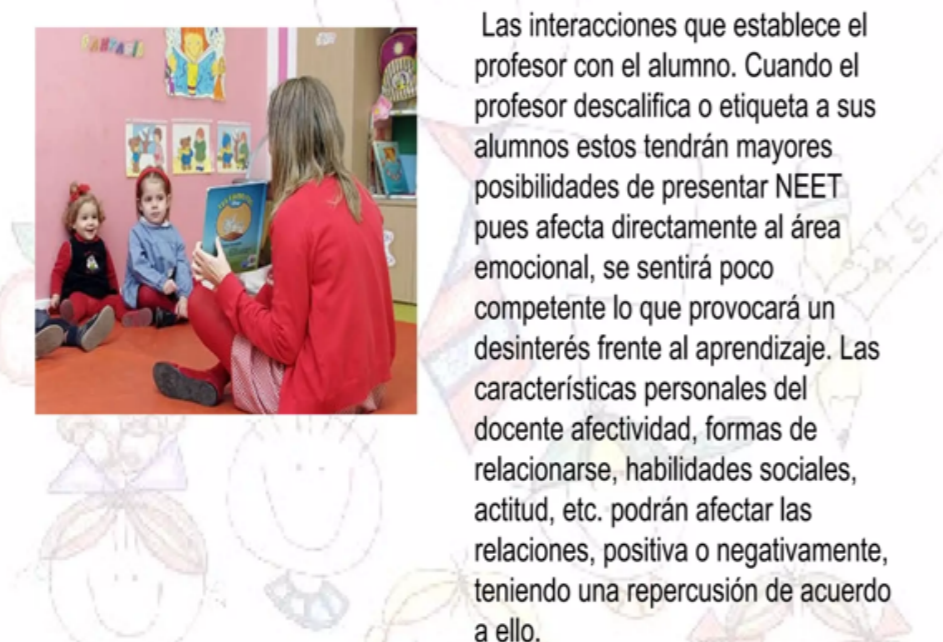 Las interacciones que establece el
profesor con el alumno. Cuando el
profesor descalifica o etiqueta a sus
alumnos estos tendrán mayores
posibilidades de presentar NEET
pues afecta directamente al área
emocional, se sentirá poco
competente lo que provocará un
desinterés frente al aprendizaje. Las
características personales del
docente afectividad, formas de
relacionarse, habilidades sociales,
actitud, etc. podrán afectar las
relaciones, positiva o negativamente,
teniendo una repercusión de acuerdo
a ello.